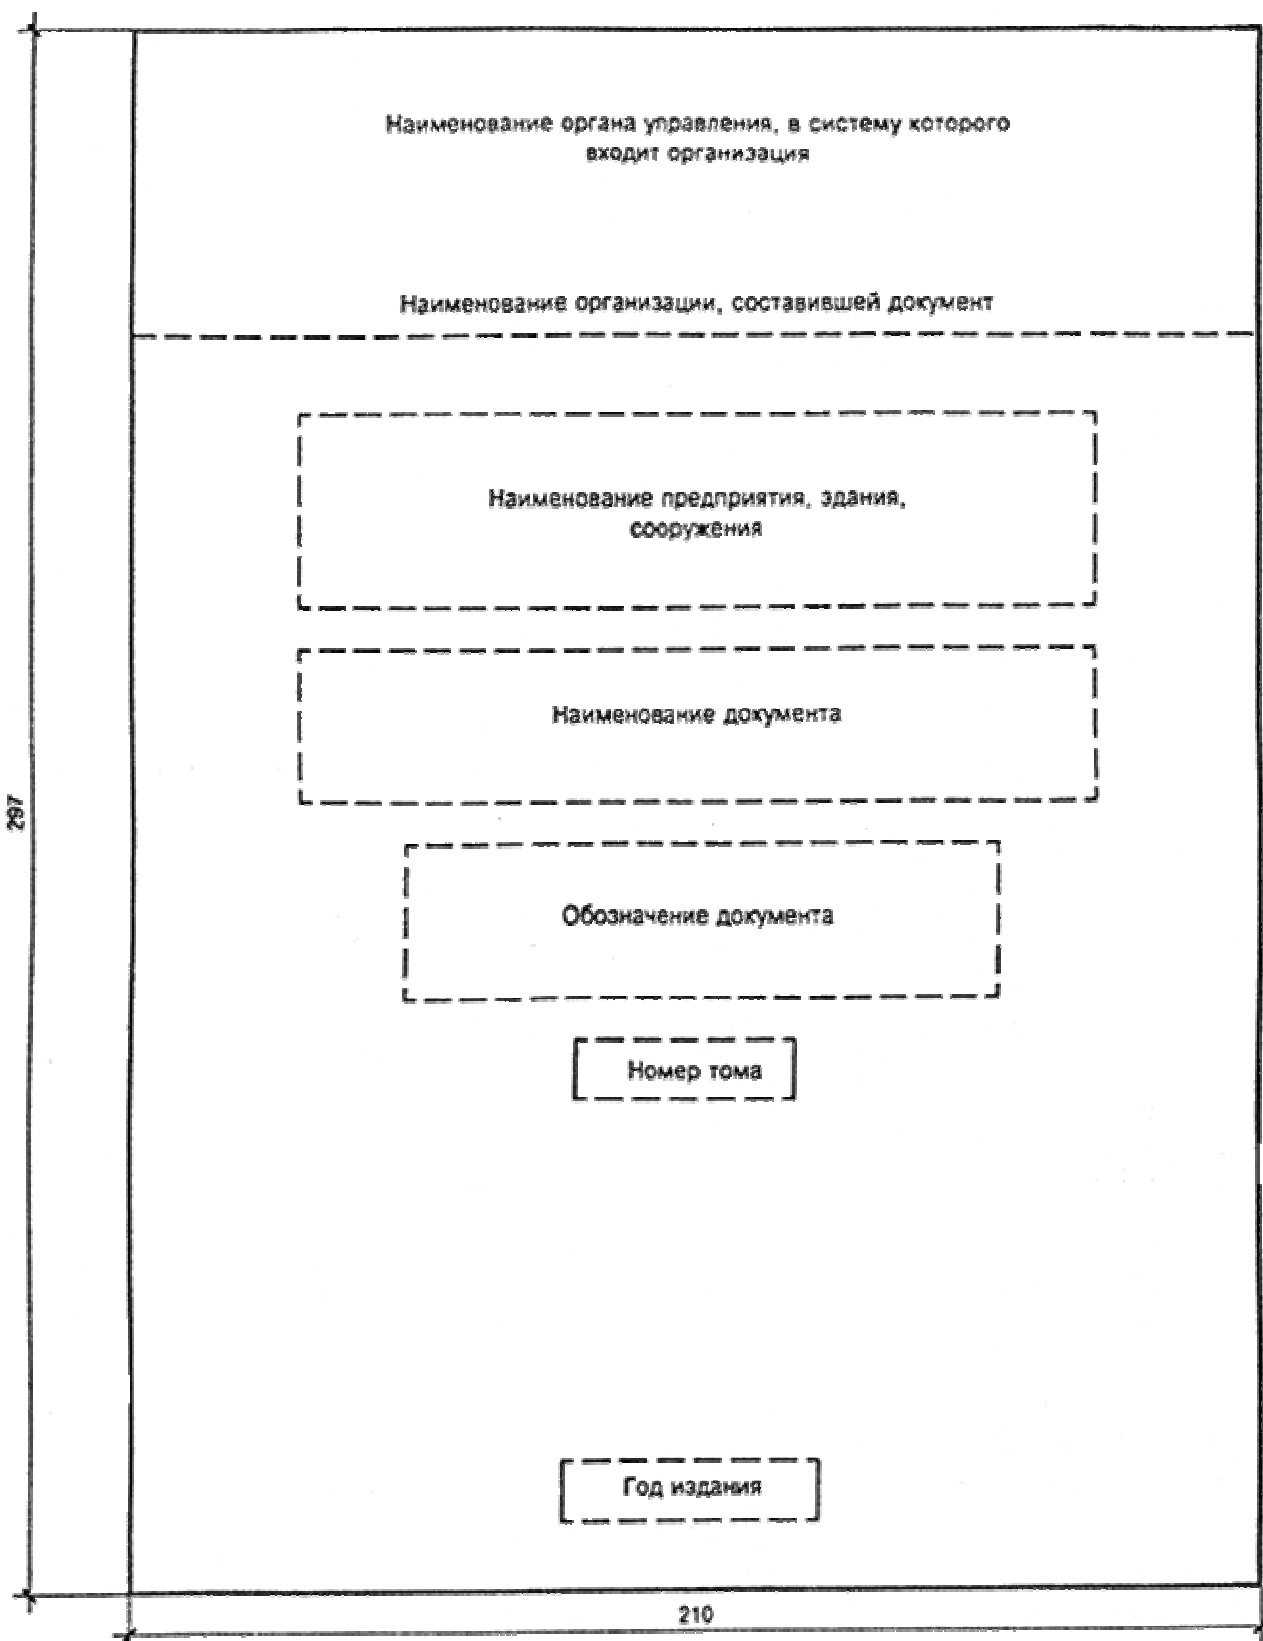 Наименование органа управления, в систему которого
входит организация
Наименование организации, составившей документ
Наименование предприятия, здания,
сооружения
Наименование документа
297
Обозначение документа
Номер тома
Год издания
210